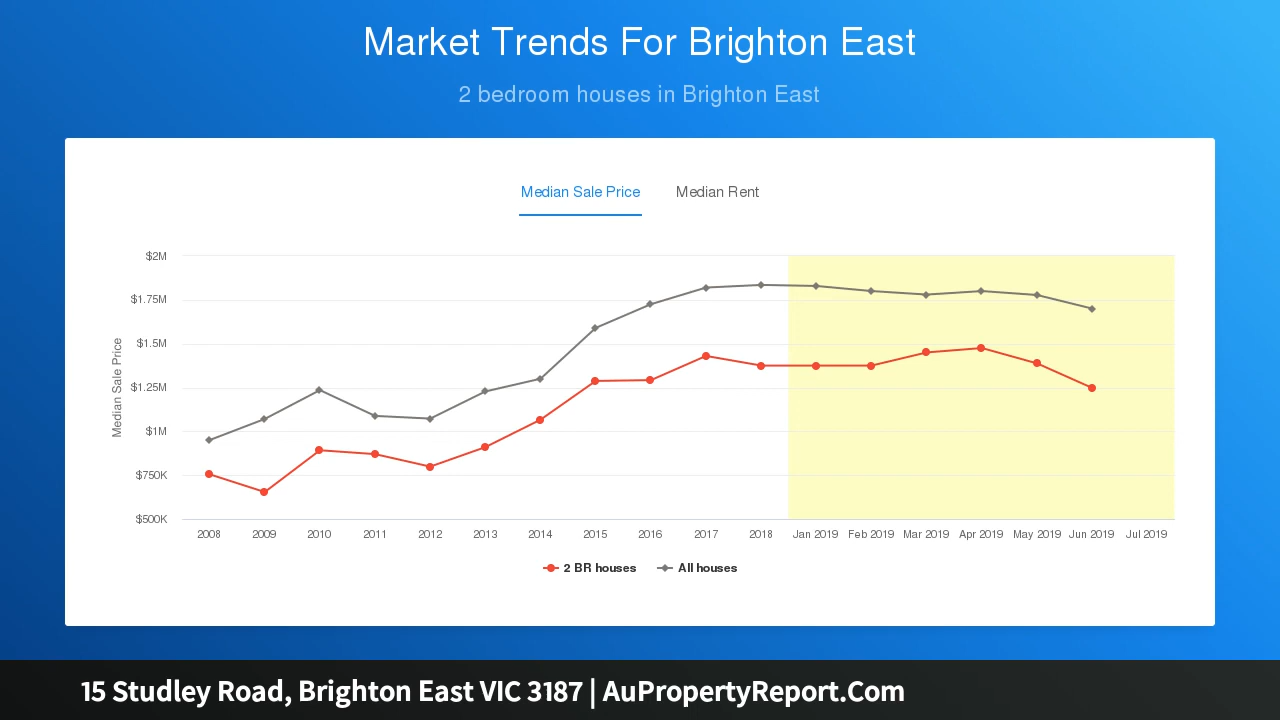 Market Trends For Brighton East
2 bedroom houses in Brighton East
Median Sale Price Median Rent
Median Sale Price
$2M
$1.75M
$1.5M
$1.25M
$1M
$750K
$500K
2008 2009 2010 2011 2012 2013 2014 2015 2016 2017 2018 Jan 2019 Feb 2019 Mar 2019 Apr 2019 May 2019 Jun 2019 Jul 2019
2 BR houses All houses
15 Studley Road, Brighton East VIC 3187 | AuPropertyReport.Com